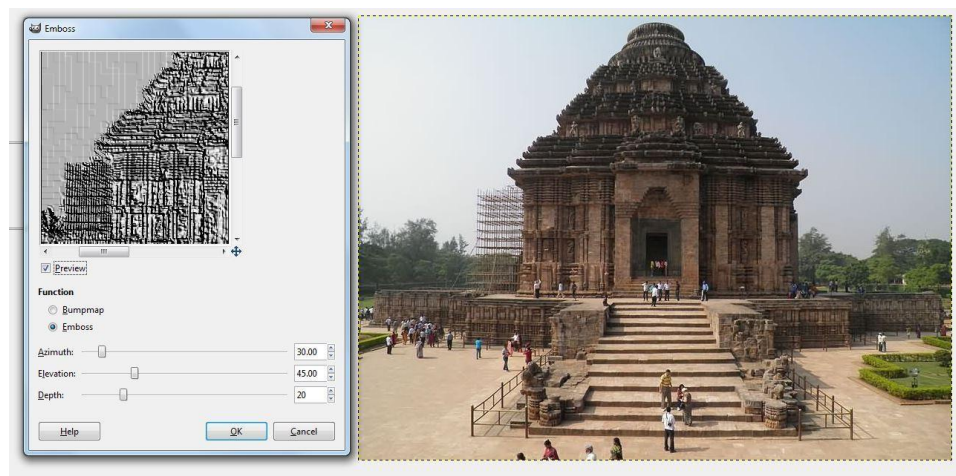 Emboss
Preview
Function
Bumpmap
Emboss
Azimuth: 30.00
Elevation: 45.00
Depth: 20
Help OK Cancel